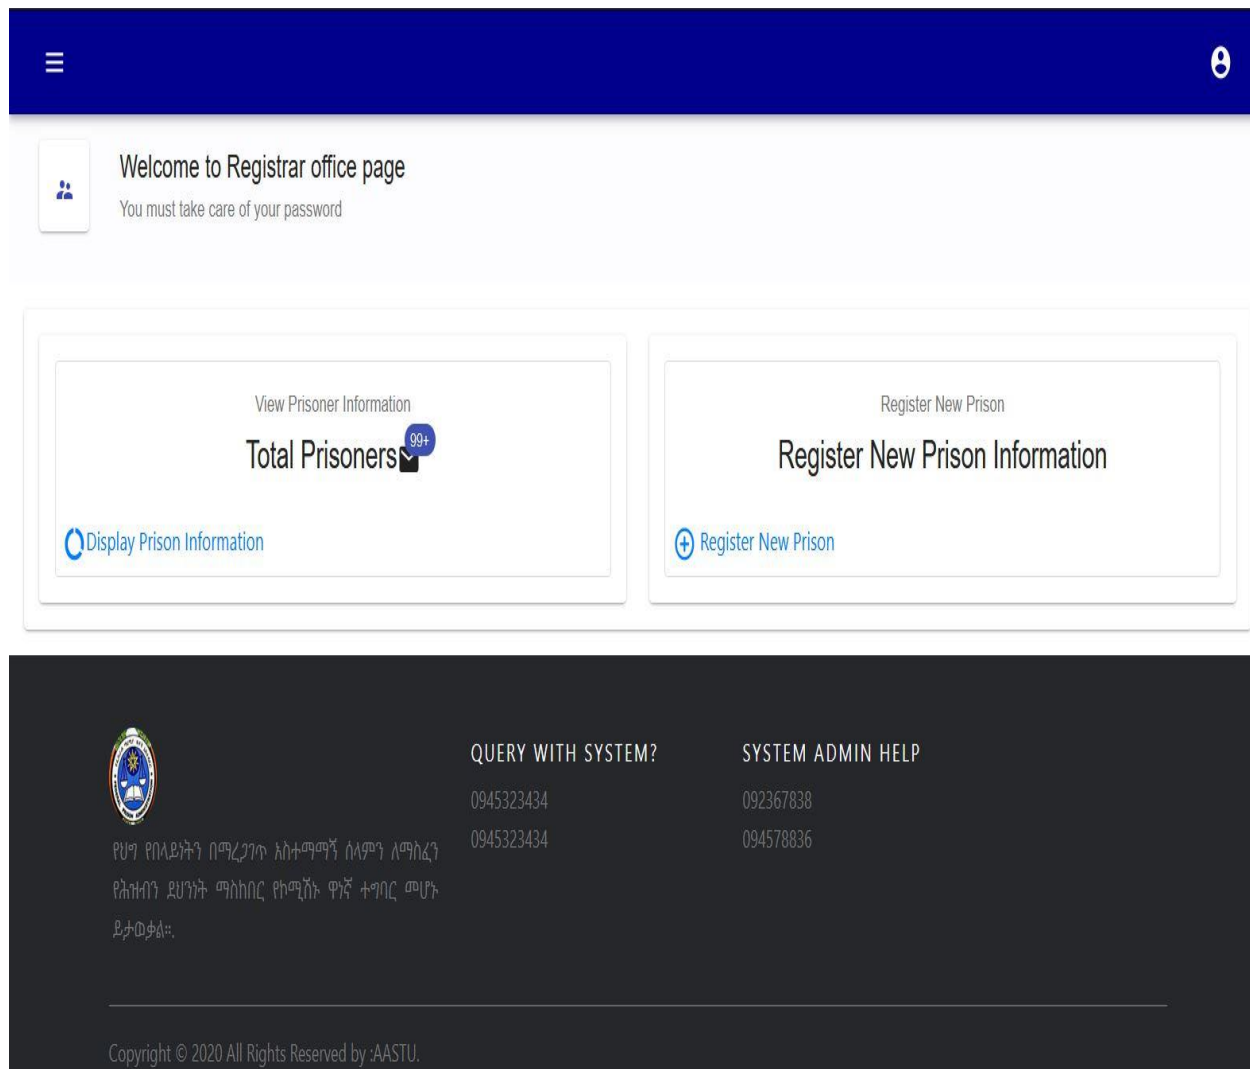 Welcome to Registrar office page
You must take care of your password
View Prisoner Information
Total Prisoners 99+
Display Prison Information
Register New Prison
Register New Prison Information
Register New Prison
የህግ የበላይነትን በማረጋገጥ አስተማማኝ ሰላምን ለማስፈን
የሕዝብን ደህንነት ማስከበር የኮሚሽኑ ዋነኛ ተግባር መሆኑ
ይታወቃል።.
QUERY WITH SYSTEM?
0945323434
0945323434
SYSTEM ADMIN HELP
092367838
094578836
Copyright © 2020 All Rights Reserved by :AASTU.